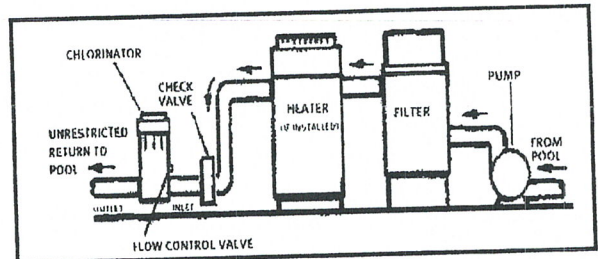 CHLORINATOR
CHECK
VALVE
UNRESTRICTED
RETURN TO
POOL
HEATER
(IF INSTALLED)
FILTER
PUMP
FROM
POOL
OUTLET
INLET
FLOW CONTROL VALVE